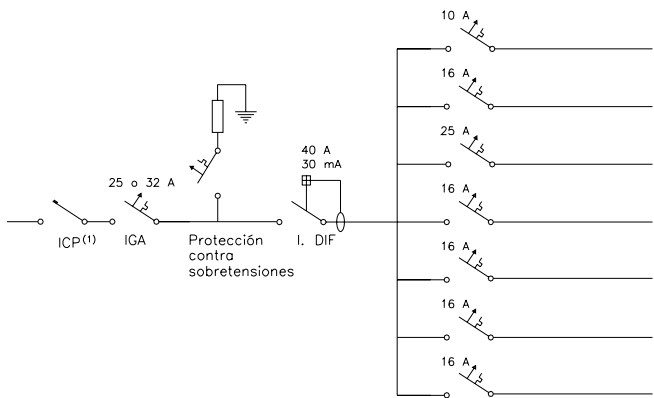 10 A
16 A
25 A
16 A
16 A
16 A
16 A
40 A
30 mA
25 o 32 A
ICP(1)
IGA
Protección
contra
sobretensiones
I. DIF